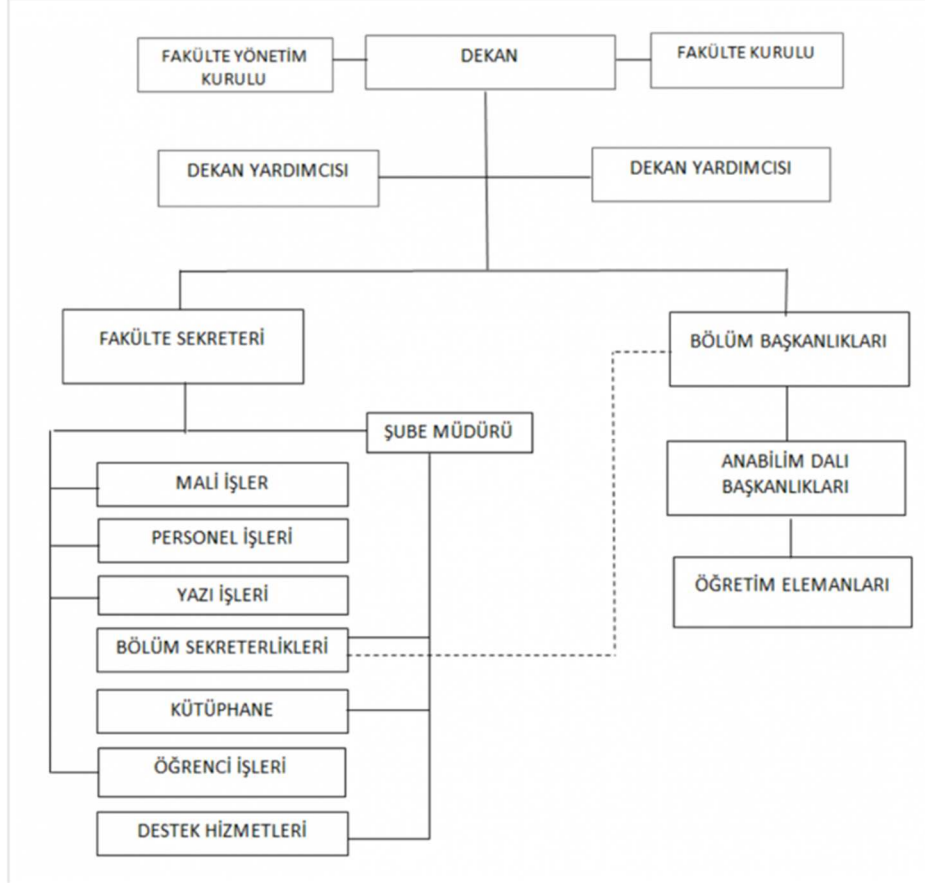 FAKÜLTE YÖNETİM
KURULU
DEKAN
FAKÜLTE KURULU
DEKAN YARDIMCISI
DEKAN YARDIMCISI
FAKÜLTE SEKRETERİ
BÖLÜM BAŞKANLIKLARI
ŞUBE MÜDÜRÜ
MALİ İŞLER
PERSONEL İŞLERİ
YAZI İŞLERİ
BÖLÜM SEKRETERLİKLERİ
KÜTÜPHANE
ÖĞRENCİ İŞLERİ
DESTEK HİZMETLERİ
ANABİLİM DALI
BAŞKANLIKLARI
ÖĞRETİM ELEMANLARI